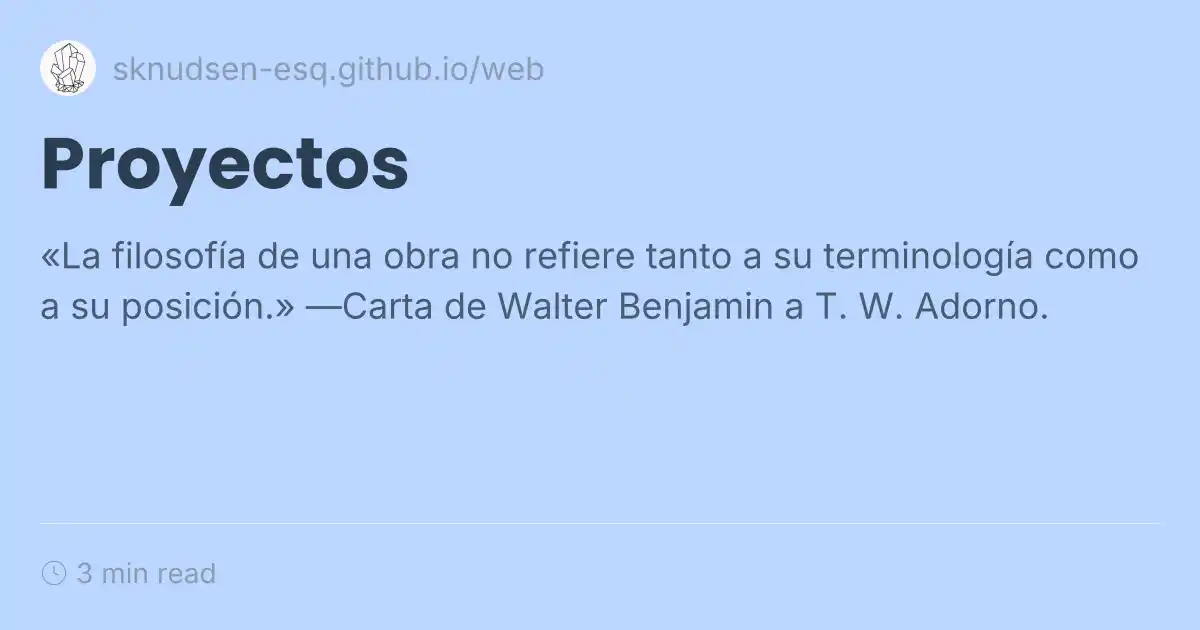 sknudsen-esq.github.io/web
Proyectos
«La filosofía de una obra no refiere tanto a su terminología como
a su posición.» —Carta de Walter Benjamin a T. W. Adorno.
3 min read